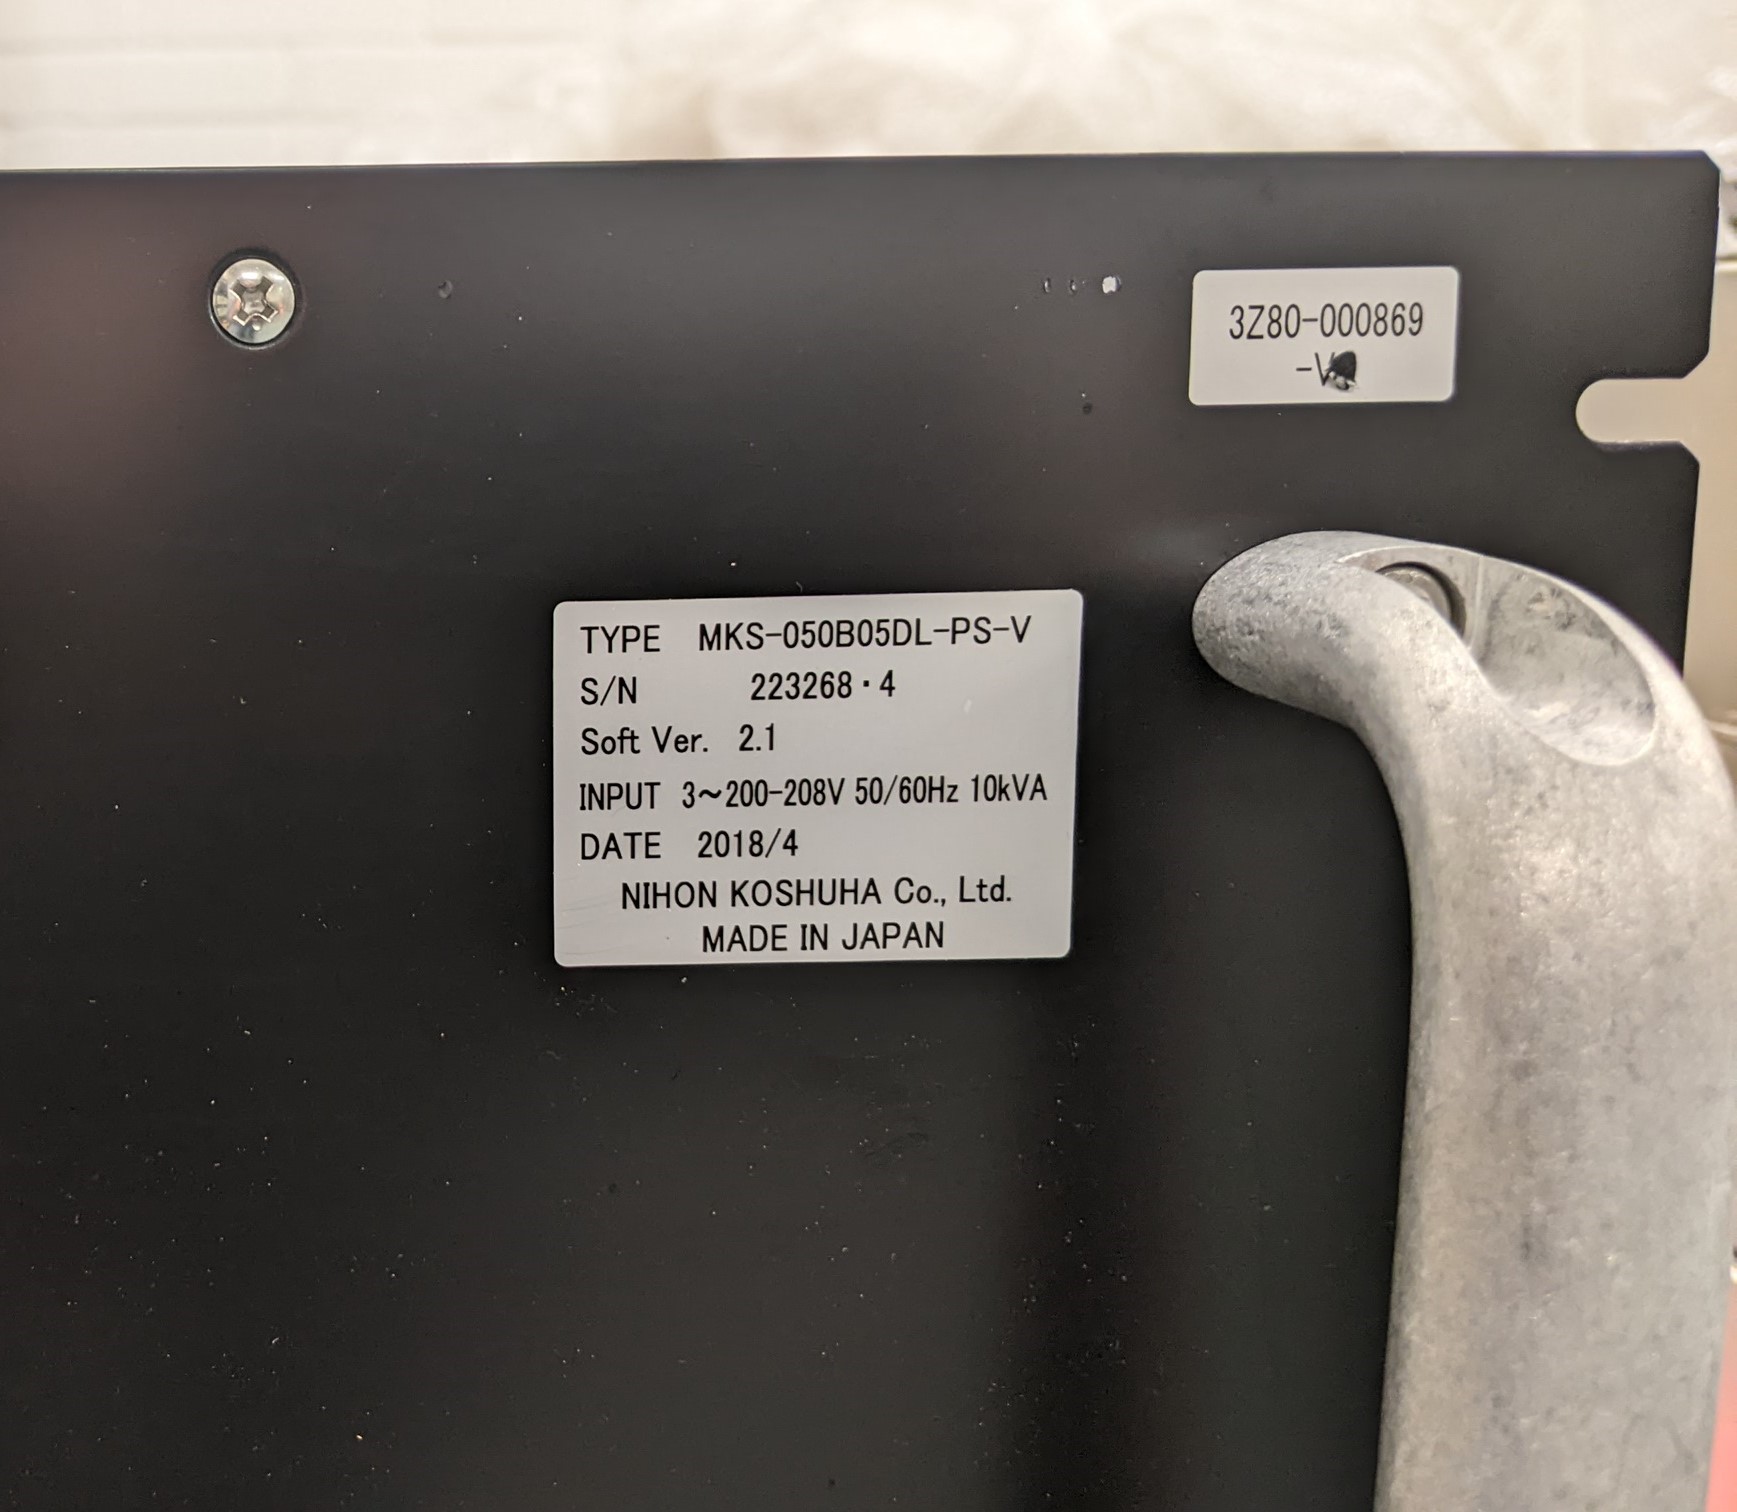 3Z80-000869
TYPE MKS-050B05DL-PS-V
S/N 223268・4
Soft Ver. 2.1
INPUT 3～200-208V 50/60Hz 10kVA
DATE 2018/4
NIHON KOSHUHA Co., Ltd.
MADE IN JAPAN